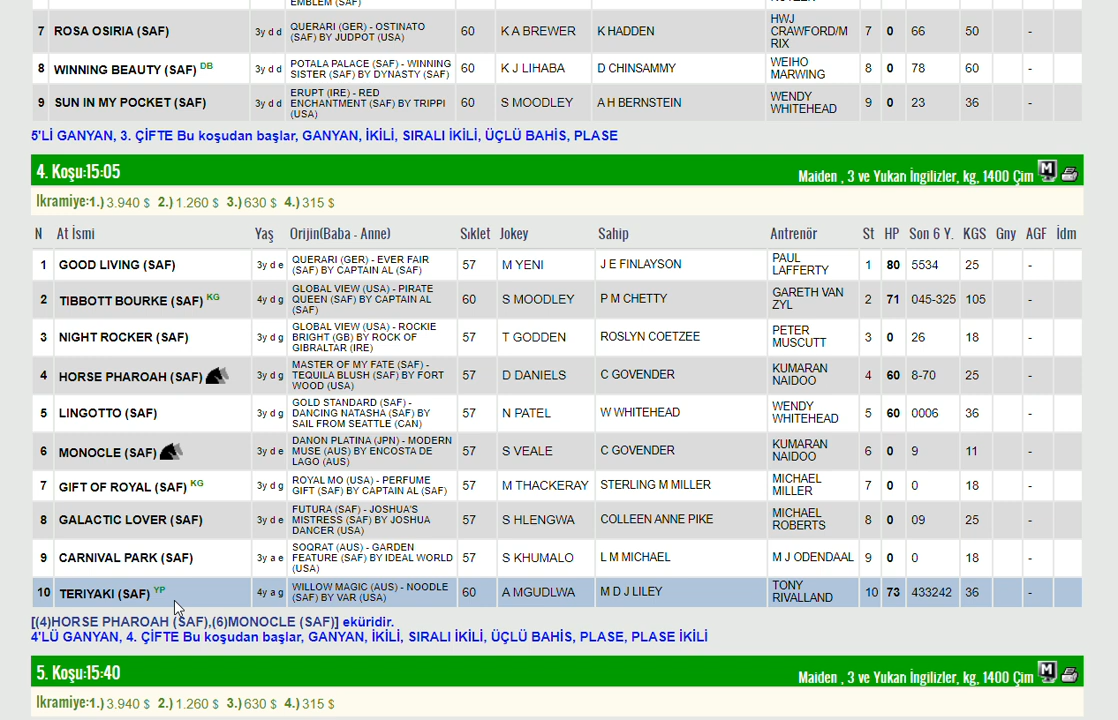 EMBLEM (SAF)
7 ROSA OSIRIA (SAF) 3y d d QUERARI (GER) - OSTINATO (SAF) BY JUDPOT (USA) 60 K A BREWER K HADDEN HWJ CRAWFORD/M RIX 7 0 66 50 -
8 WINNING BEAUTY (SAF) DB 3y d d POTALA PALACE (SAF) - WINNING SISTER (SAF) BY DYNASTY (SAF) 60 K J LIHABA D CHINSAMMY WEIHO MARWING 8 0 78 60 -
9 SUN IN MY POCKET (SAF) 3y d d ERUPT (IRE) - RED ENCHANTMENT (SAF) BY TRIPPI (USA) 60 S MOODLEY A H BERNSTEIN WENDY WHITEHEAD 9 0 23 36 -
5'Lİ GANYAN, 3. ÇİFTE Bu koşudan başlar, GANYAN, İKİLİ, SIRALI İKİLİ, ÜÇLÜ BAHİS, PLASE
4. Koşu:15:05 Maiden , 3 ve Yukarı İngilizler, kg, 1400 Çim M
İkramiye:1.) 3.940 $ 2.) 1.260 $ 3.) 630 $ 4.) 315 $
N At İsmi Yaş Orijin(Baba - Anne) Sıklet Jokey Sahip Antrenör St HP Son 6 Y. KGS Gny AGF İdm
1 GOOD LIVING (SAF) 3y d e QUERARI (GER) - EVER FAIR (SAF) BY CAPTAIN AL (SAF) 57 M YENI J E FINLAYSON PAUL LAFFERTY 1 80 5534 25 -
2 TIBBOTT BOURKE (SAF) KG 4y d g GLOBAL VIEW (USA) - PIRATE QUEEN (SAF) BY CAPTAIN AL (SAF) 60 S MOODLEY P M CHETTY GARETH VAN ZYL 2 71 045-325 105 -
3 NIGHT ROCKER (SAF) 3y d g GLOBAL VIEW (USA) - ROCKIE BRIGHT (GB) BY ROCK OF GIBRALTAR (IRE) 57 T GODDEN ROSLYN COETZEE PETER MUSCUTT 3 0 26 18 -
4 HORSE PHAROAH (SAF) 3y d g MASTER OF MY FATE (SAF) - TEQUILA BLUSH (SAF) BY FORT WOOD (USA) 57 D DANIELS C GOVENDER KUMARAN NAIDOO 4 60 8-70 25 -
5 LINGOTTO (SAF) 3y d g GOLD STANDARD (SAF) - DANCING NATASHA (SAF) BY SAIL FROM SEATTLE (CAN) 57 N PATEL W WHITEHEAD WENDY WHITEHEAD 5 60 0006 36 -
6 MONOCLE (SAF) 3y d e DANON PLATINA (JPN) - MODERN MUSE (AUS) BY ENCOSTA DE LAGO (AUS) 57 S VEALE C GOVENDER KUMARAN NAIDOO 6 0 9 11 -
7 GIFT OF ROYAL (SAF) KG 3y d g ROYAL MO (USA) - PERFUME GIFT (SAF) BY CAPTAIN AL (SAF) 57 M THACKERAY STERLING M MILLER MICHAEL MILLER 7 0 0 18 -
8 GALACTIC LOVER (SAF) 3y d e FUTURA (SAF) - JOSHUA'S MISTRESS (SAF) BY JOSHUA DANCER (USA) 57 S HLENGWA COLLEEN ANNE PIKE MICHAEL ROBERTS 8 0 09 25 -
9 CARNIVAL PARK (SAF) 3y a e SOQRAT (AUS) - GARDEN FEATURE (SAF) BY IDEAL WORLD (USA) 57 S KHUMALO L M MICHAEL M J ODENDAAL 9 0 0 18 -
10 TERIYAKI (SAF) YP 4y a g WILLOW MAGIC (AUS) - NOODLE (SAF) BY VAR (USA) 60 A MGUDLWA M D J LILEY TONY RIVALLAND 10 73 433242 36 -
[(4)HORSE PHAROAH (SAF),(6)MONOCLE (SAF)] eküridir.
4'LÜ GANYAN, 4. ÇİFTE Bu koşudan başlar, GANYAN, İKİLİ, SIRALI İKİLİ, ÜÇLÜ BAHİS, PLASE, PLASE İKİLİ
5. Koşu:15:40 Maiden , 3 ve Yukarı İngilizler, kg, 1400 Çim M
İkramiye:1.) 3.940 $ 2.) 1.260 $ 3.) 630 $ 4.) 315 $